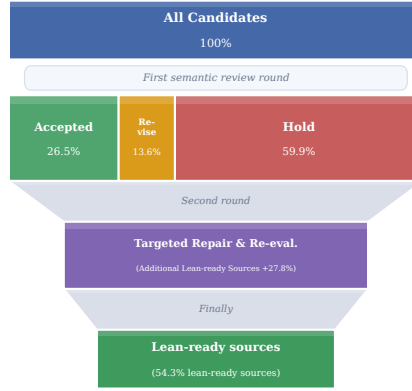 All Candidates
100%
First semantic review round
Accepted
26.5%
Re-
vise
13.6%
Hold
59.9%
Second round
Targeted Repair & Re-eval.
(Additional Lean-ready Sources +27.8%)
Finally
Lean-ready sources
(54.3% lean-ready sources)